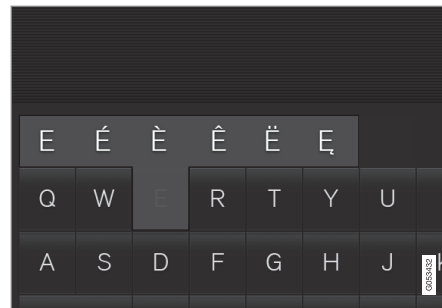 E É È Ê Ë Ę
Q W E R T Y U
A S D F G H J K
G053432